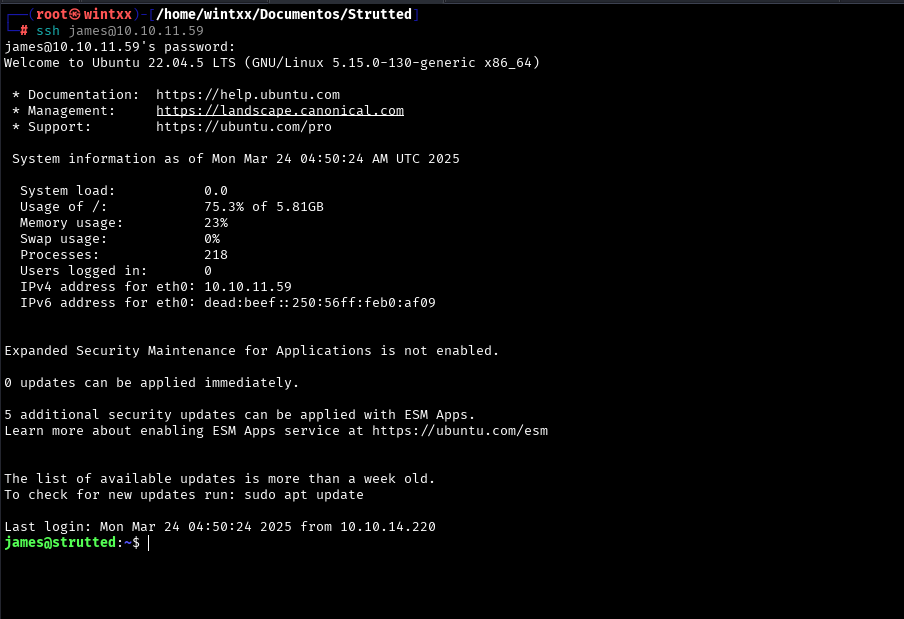 ┌──(root㉿wintxx)-[/home/wintxx/Documentos/Strutted]
└─# ssh james@10.10.11.59
james@10.10.11.59's password:
Welcome to Ubuntu 22.04.5 LTS (GNU/Linux 5.15.0-130-generic x86_64)
* Documentation:  https://help.ubuntu.com
* Management:     https://landscape.canonical.com
* Support:        https://ubuntu.com/pro
System information as of Mon Mar 24 04:50:24 AM UTC 2025
System load:           0.0
Usage of /:            75.3% of 5.81GB
Memory usage:          23%
Swap usage:            0%
Processes:             218
Users logged in:       0
IPv4 address for eth0: 10.10.11.59
IPv6 address for eth0: dead:beef::250:56ff:feb0:af09
Expanded Security Maintenance for Applications is not enabled.
0 updates can be applied immediately.
5 additional security updates can be applied with ESM Apps.
Learn more about enabling ESM Apps service at https://ubuntu.com/esm
The list of available updates is more than a week old.
To check for new updates run: sudo apt update
Last login: Mon Mar 24 04:50:24 2025 from 10.10.14.220
james@strutted:~$